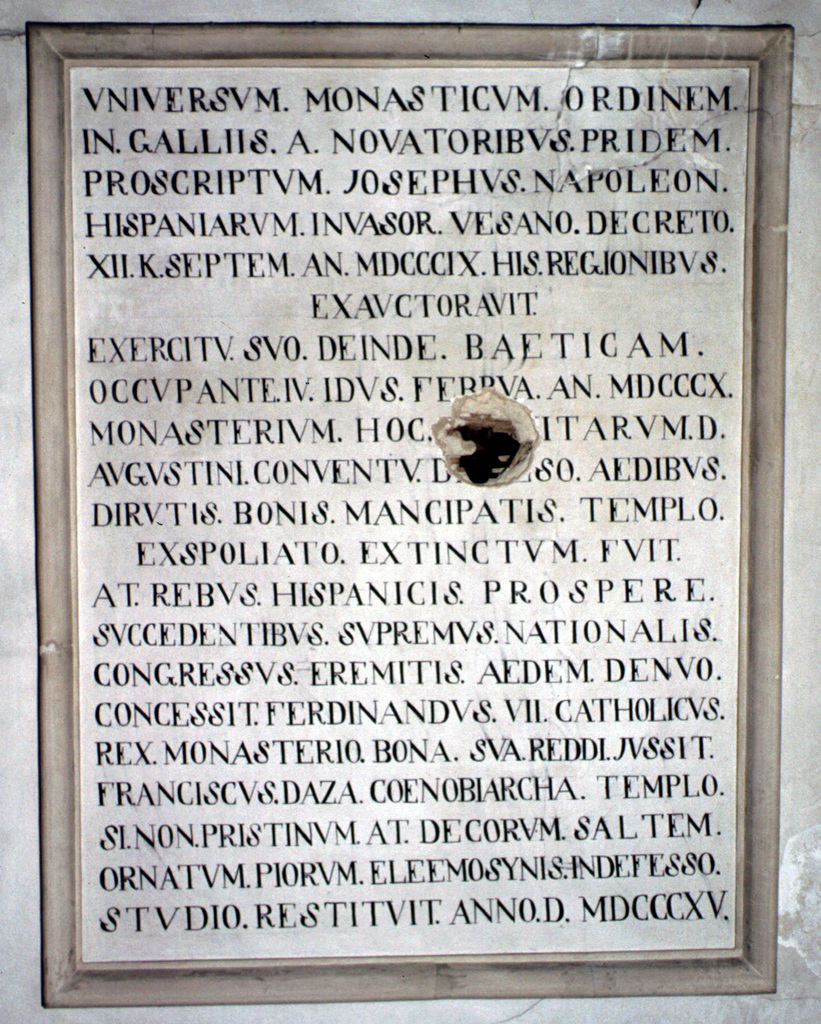 VNIVERSVM. MONASTICVM. ORDINEM.
IN. GALLIIS. A. NOVATORIBVS. PRIDEM.
PROSCRIPTVM. JOSEPHVS. NAPOLEON.
HISPANIARVM. INVASOR. VESANO. DECRETO.
XII. K. SEPTEM. AN. MDCCCIX. HIS. REGIONIBVS.
EXAVCTORAVIT.
EXERCITV. SVO. DEINDE. BAETICAM.
OCCVPANTE. IV. IDVS. FEBRVA. AN. MDCCCX.
MONASTERIVM. HOC. D.
AVGVSTINI. CONVENTV. AEDIBVS.
DIRVTIS. BONIS. MANCIPATIS. TEMPLO.
EXSPOLIATO. EXTINCTVM. FVIT.
AT. REBVS. HISPANICIS. PROSPERE.
SVCCEDENTIBVS. SVPREMVS. NATIONALIS.
CONGRESSVS. EREMITIS. AEDEM. DENVO.
CONCESSIT. FERDINANDVS. VII. CATHOLICVS.
REX. MONASTERIO. BONA. SVA. REDDI. JVSSIT.
FRANCISCVS. DAZA. COENOBIARCHA. TEMPLO.
SI. NON. PRISTINVM. AT. DECORVM. SALTEM.
ORNATVM. PIORVM. ELEEMOSYNIS. INDEFESSO.
STVDIO. RESTITVIT. ANNO. D. MDCCCXV.